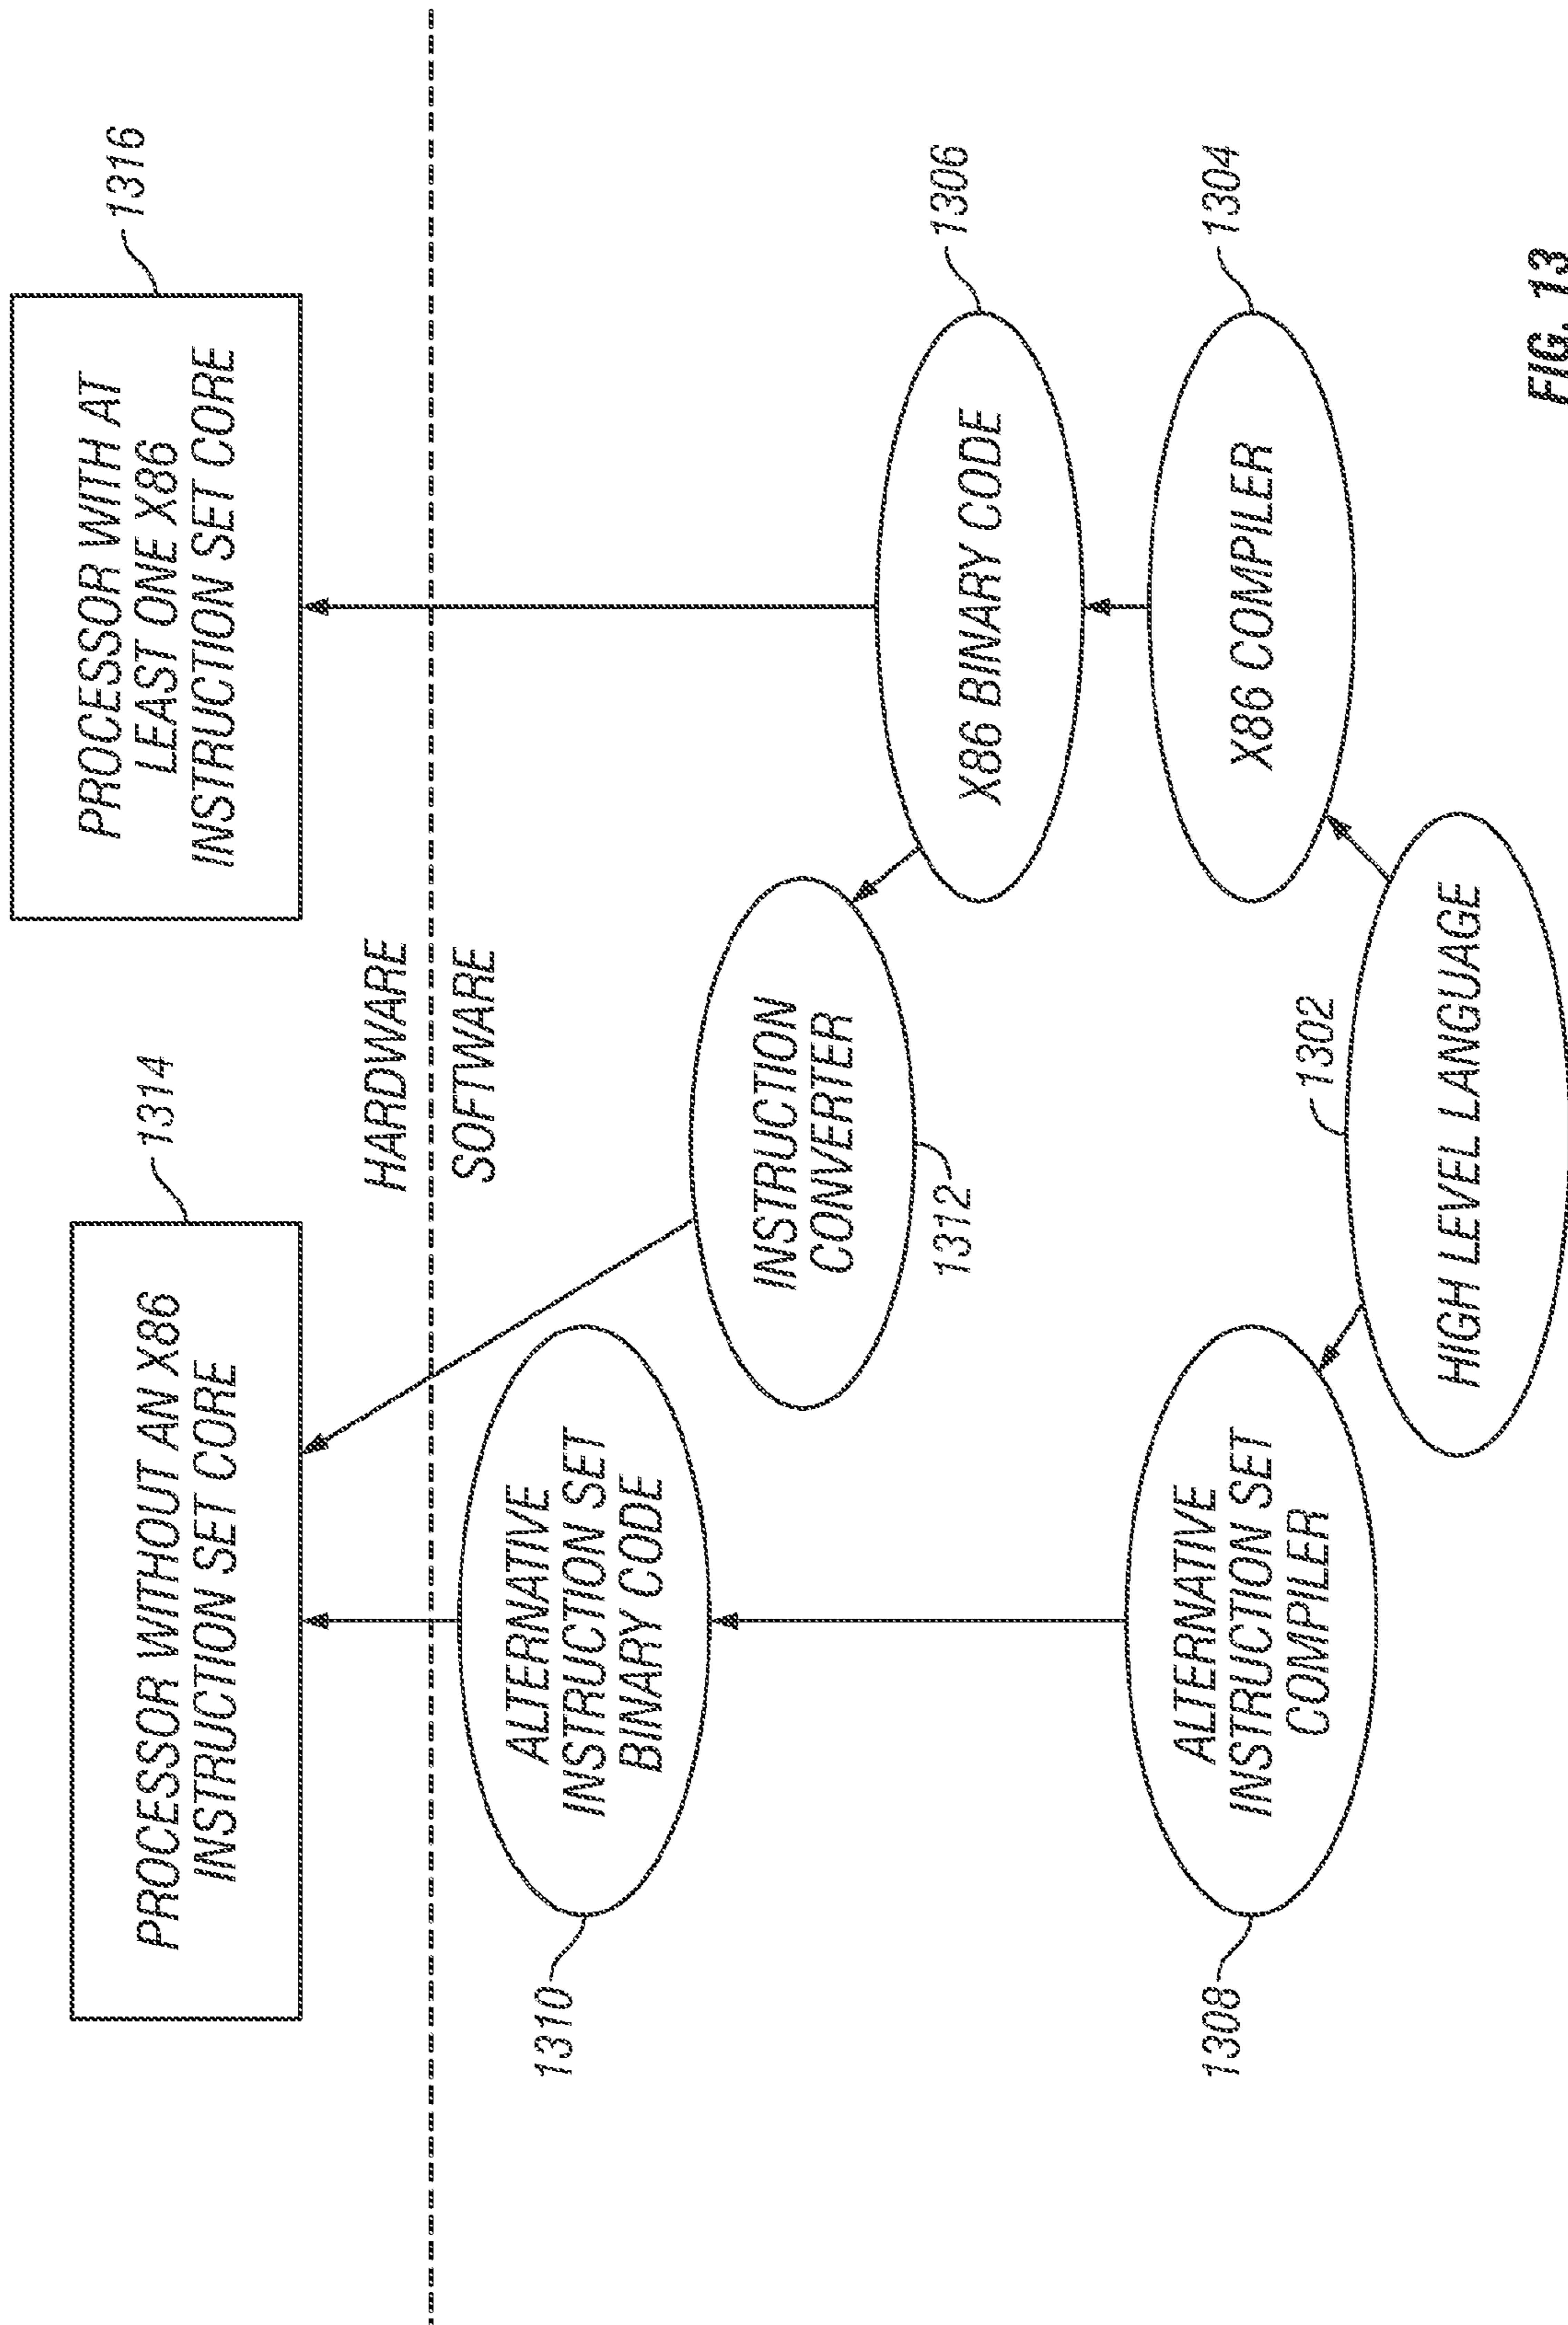 PROCESSOR WITHOUT AN X86
INSTRUCTION SET CORE
1314
PROCESSOR WITH AT
LEAST ONE X86
INSTRUCTION SET CORE
1316
HARDWARE
SOFTWARE
1310
ALTERNATIVE
INSTRUCTION SET
BINARY CODE
INSTRUCTION
CONVERTER
1312
X86 BINARY CODE
1306
1308
ALTERNATIVE
INSTRUCTION SET
COMPILER
X86 COMPILER
1304
1302
HIGH LEVEL LANGUAGE
FIG. 13